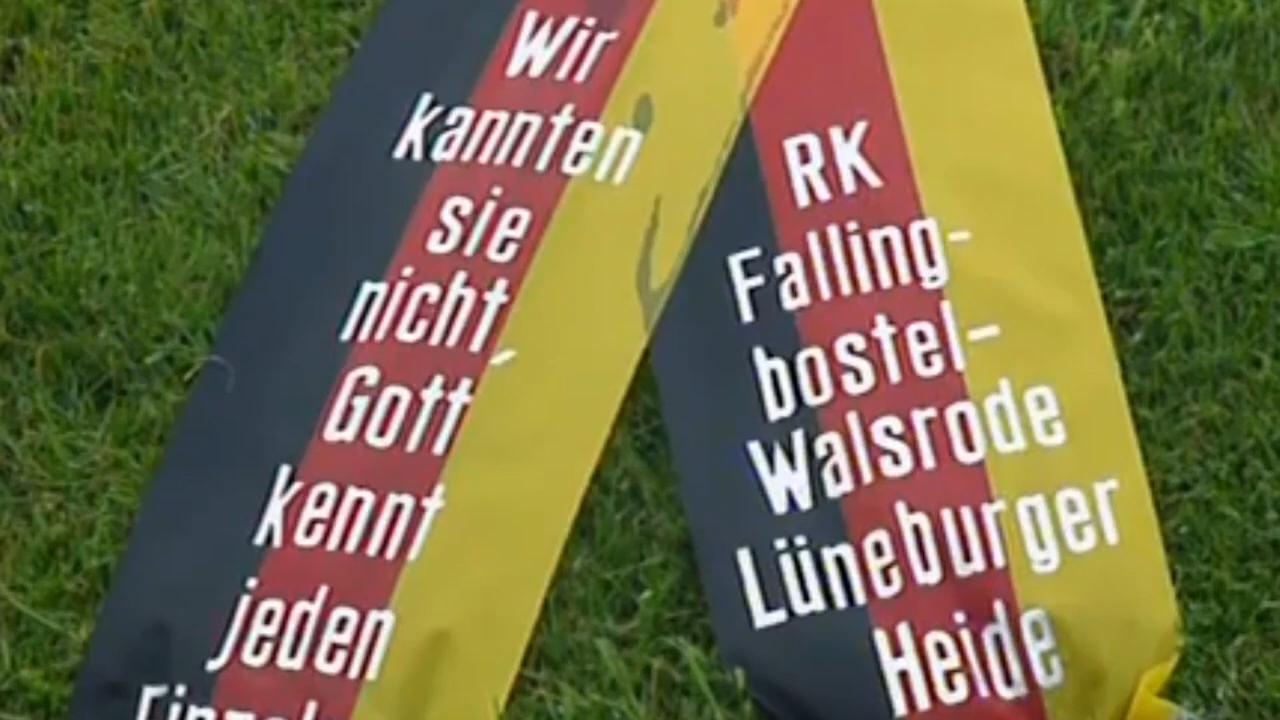 Wir
kannten
sie
nicht,
Gott
kennt
jeden
RK
Falling-
bostel-
Walsrode
Lüneburger
Heide